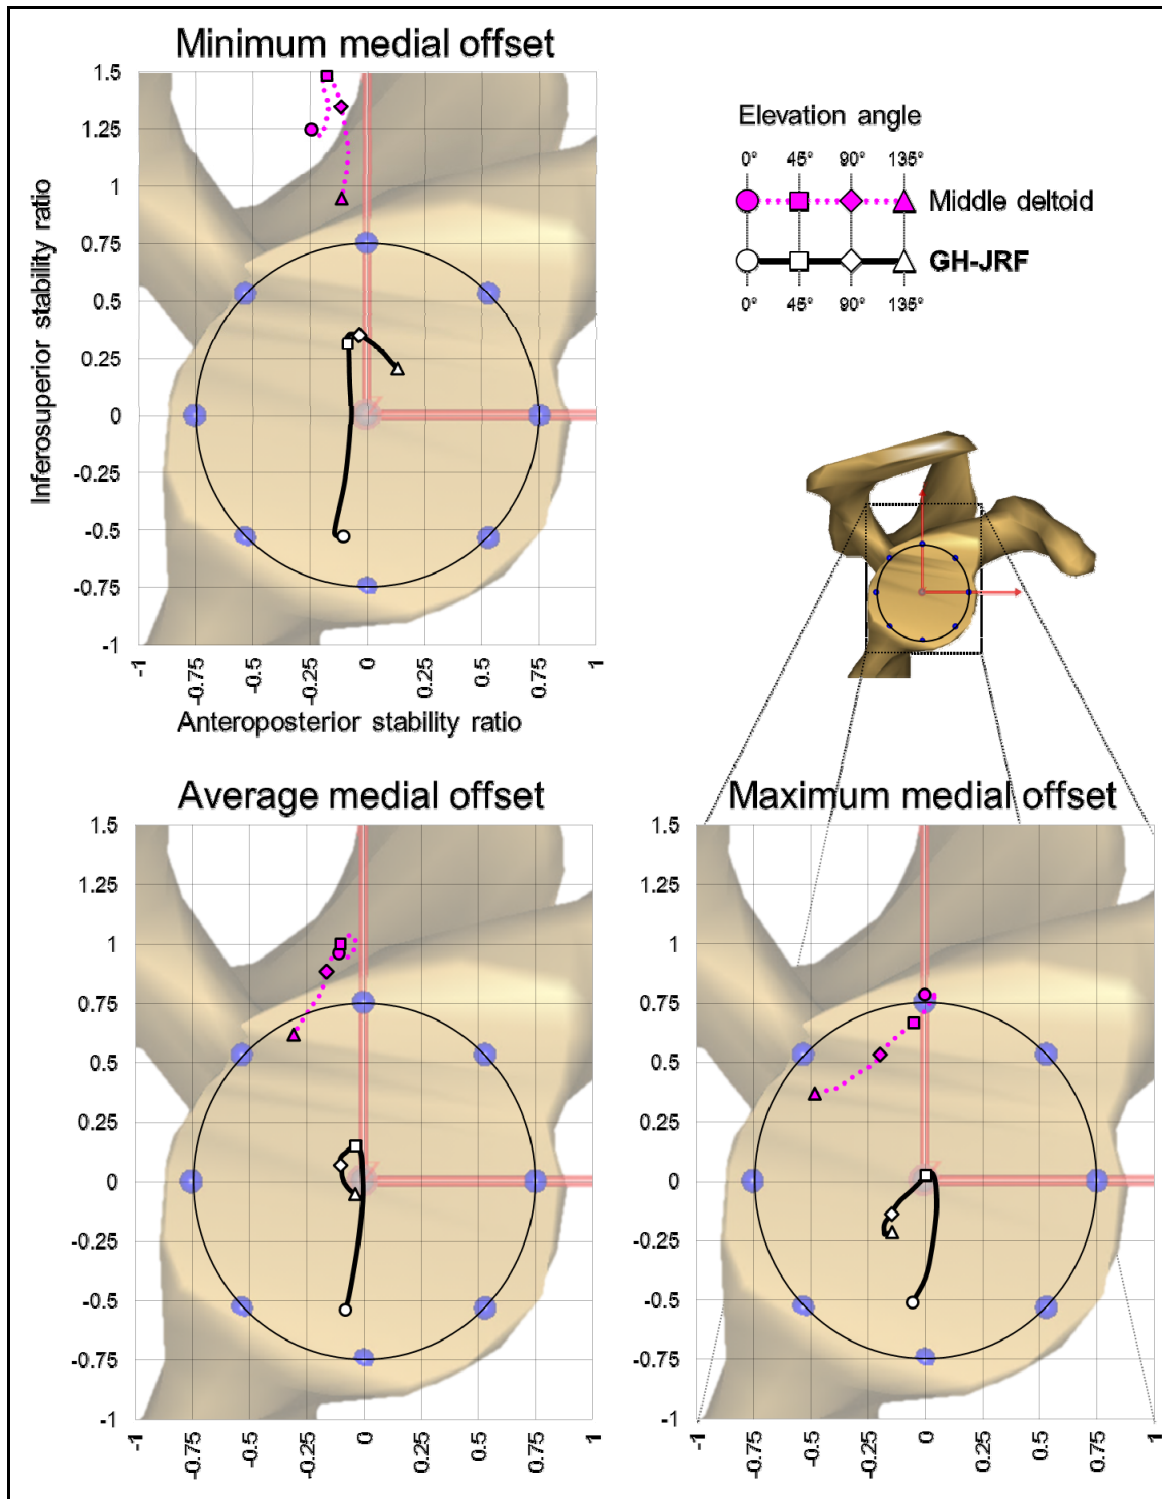 Minimum medial offset
1.5
1.25
1
0.75
0.5
0.25
0
-0.25
-0.5
-0.75
-1
Inferosuperior stability ratio
-1 -0.75 -0.5 -0.25 0 0.25 0.5 0.75 1
Anteroposterior stability ratio
Elevation angle
0° 45° 90° 135°
Middle deltoid
GH-JRF
0° 45° 90° 135°
Average medial offset
1.5
1.25
1
0.75
0.5
0.25
0
-0.25
-0.5
-0.75
-1
-1 -0.75 -0.5 -0.25 0 0.25 0.5 0.75 1
Maximum medial offset
1.5
1.25
1
0.75
0.5
0.25
0
-0.25
-0.5
-0.75
-1
-1 -0.75 -0.5 -0.25 0 0.25 0.5 0.75 1